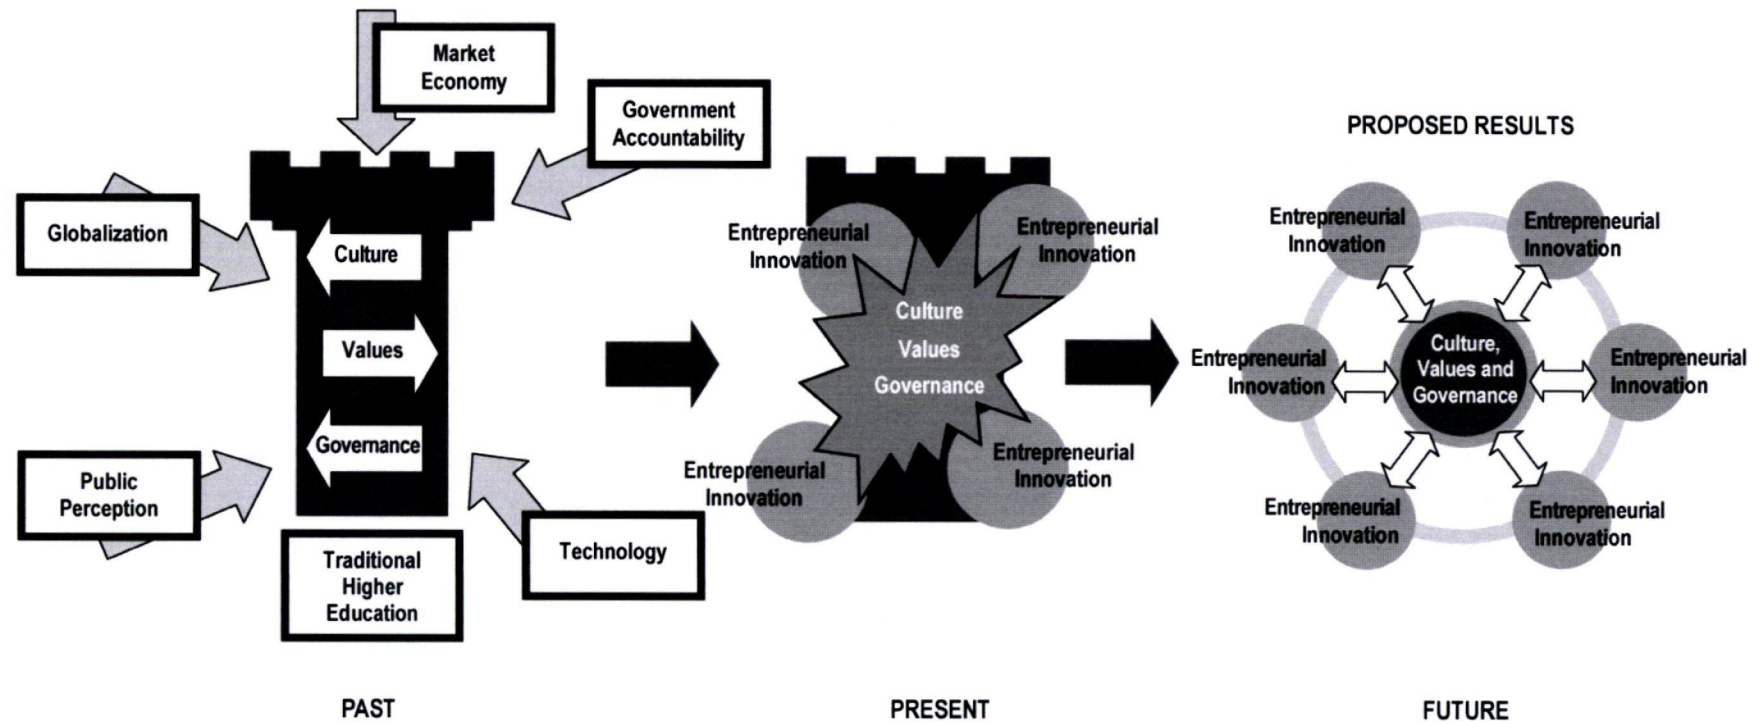 Market
Economy
Government
Accountability
Globalization
Culture
Values
Governance
Public
Perception
Technology
Traditional
Higher
Education
PAST
Entrepreneurial
Innovation
Entrepreneurial
Innovation
Culture
Values
Governance
Entrepreneurial
Innovation
Entrepreneurial
Innovation
PRESENT
PROPOSED RESULTS
Entrepreneurial
Innovation
Entrepreneurial
Innovation
Entrepreneurial
Innovation
Culture,
Values and
Governance
Entrepreneurial
Innovation
Entrepreneurial
Innovation
Entrepreneurial
Innovation
FUTURE